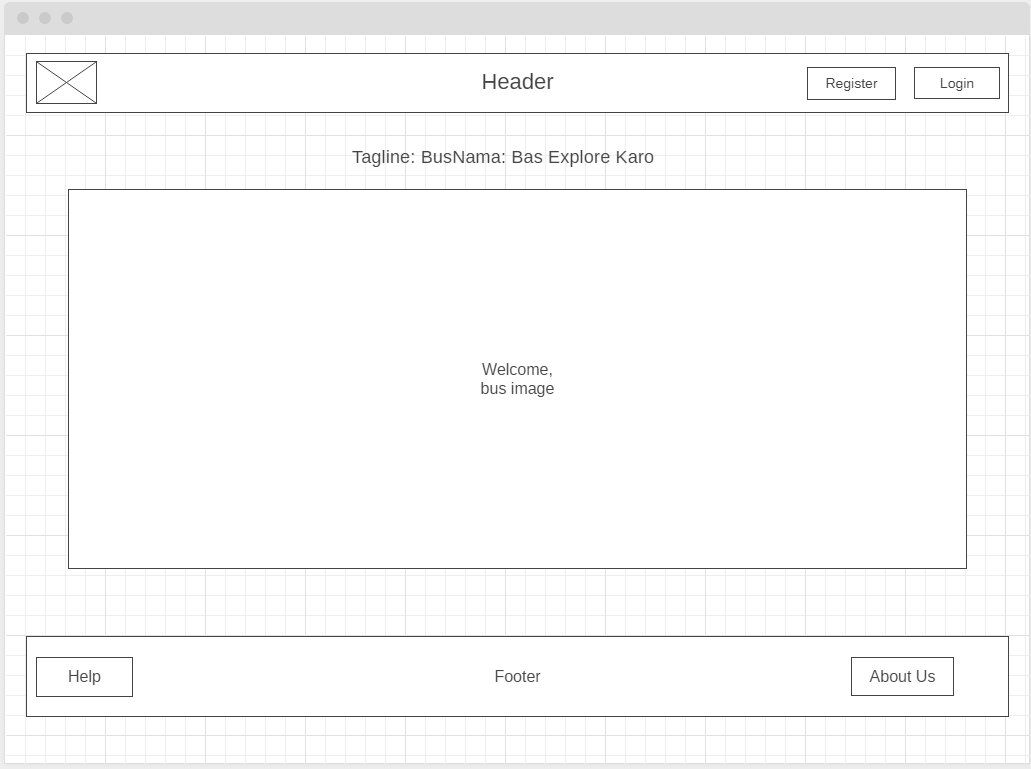 Header
Register
Login
Tagline: BusNama: Bas Explore Karo
Welcome,
bus image
Help
Footer
About Us